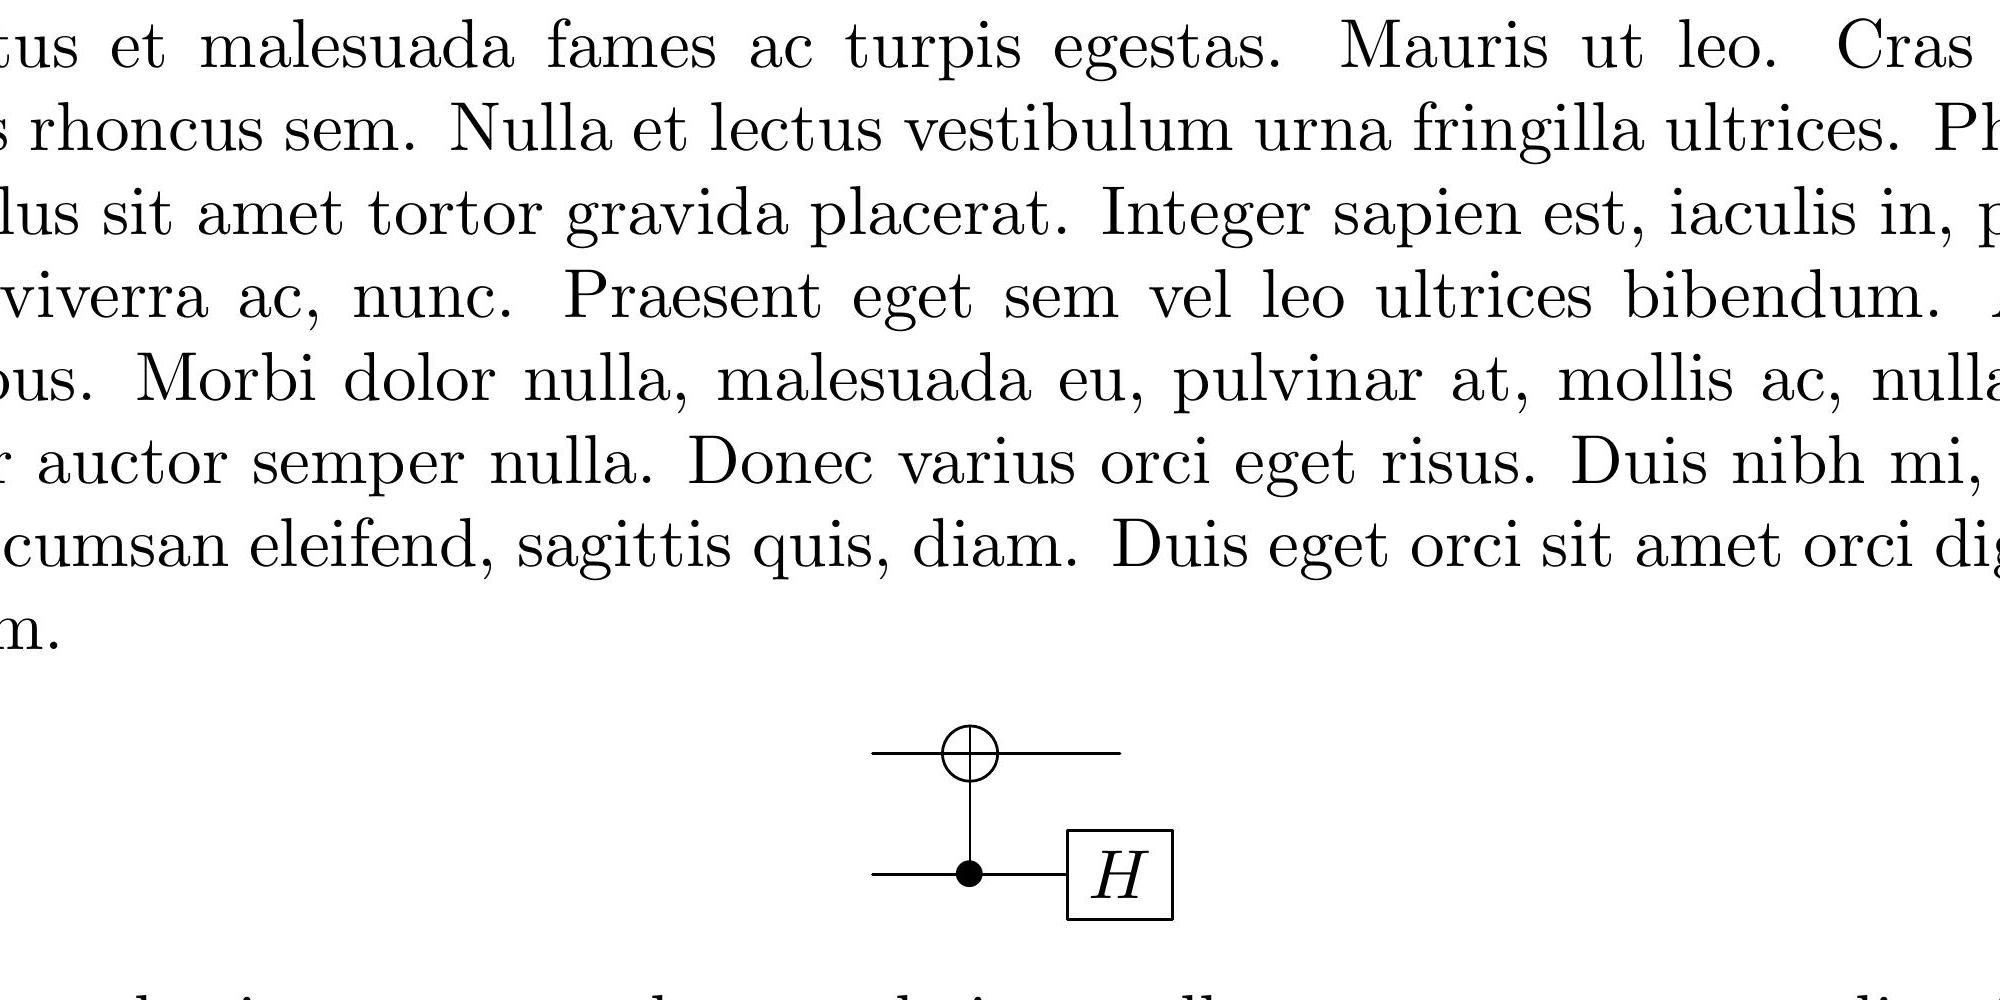 tus et malesuada fames ac turpis egestas. Mauris ut leo. Cras
s rhoncus sem. Nulla et lectus vestibulum urna fringilla ultrices. Ph
lus sit amet tortor gravida placerat. Integer sapien est, iaculis in, p
viverra ac, nunc. Praesent eget sem vel leo ultrices bibendum.
ous. Morbi dolor nulla, malesuada eu, pulvinar at, mollis ac, nulla
r auctor semper nulla. Donec varius orci eget risus. Duis nibh mi,
cumsan eleifend, sagittis quis, diam. Duis eget orci sit amet orci dig
m.
H